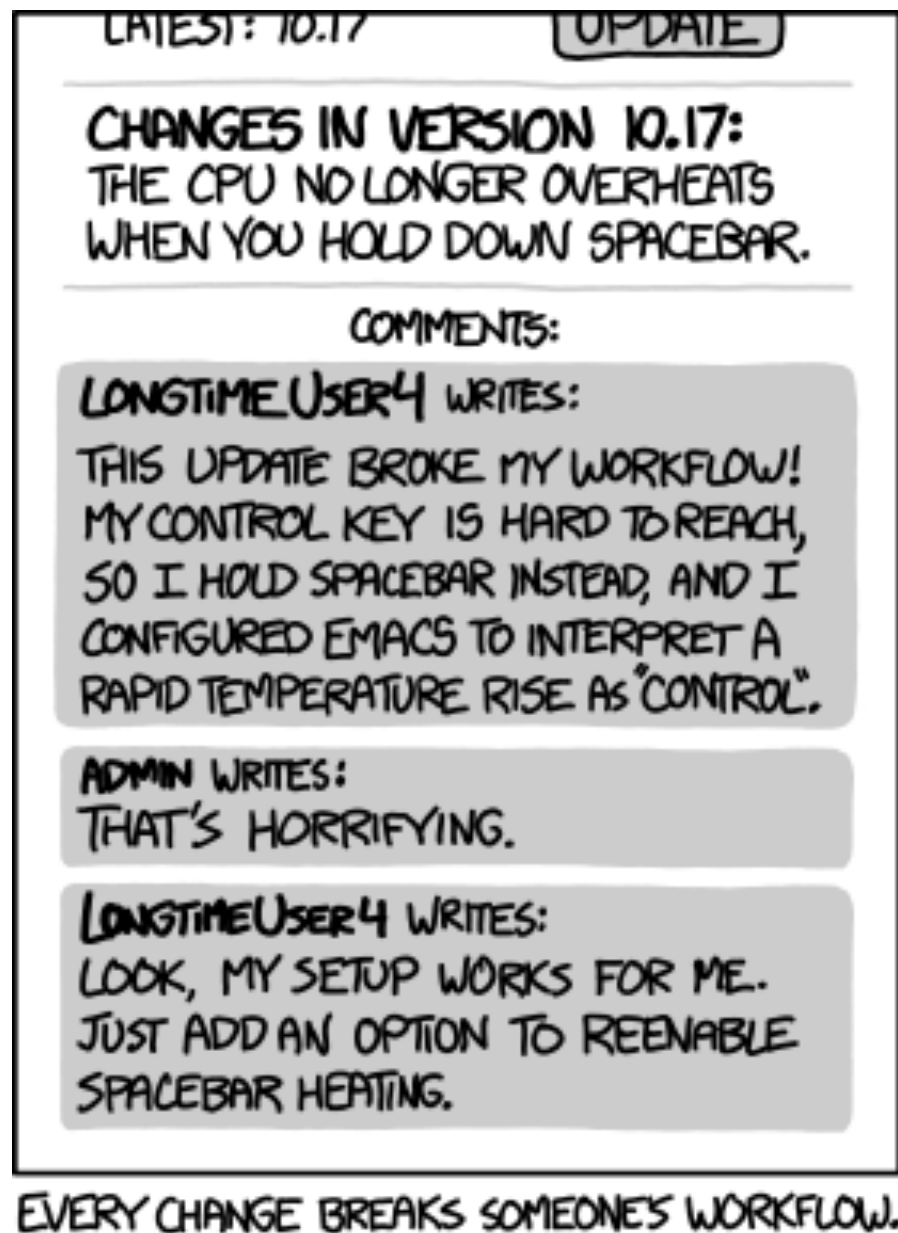 LATEST: 10.17 UPDATE
CHANGES IN VERSION 10.17:
THE CPU NO LONGER OVERHEATS
WHEN YOU HOLD DOWN SPACEBAR.
COMMENTS:
LONGTIMEUSER4 WRITES:
THIS UPDATE BROKE MY WORKFLOW!
MY CONTROL KEY IS HARD TO REACH,
SO I HOLD SPACEBAR INSTEAD, AND I
CONFIGURED EMACS TO INTERPRET A
RAPID TEMPERATURE RISE AS "CONTROL".
ADMIN WRITES:
THAT'S HORRIFYING.
LONGTIMEUSER4 WRITES:
LOOK, MY SETUP WORKS FOR ME.
JUST ADD AN OPTION TO REENABLE
SPACEBAR HEATING.
EVERY CHANGE BREAKS SOMEONE'S WORKFLOW.